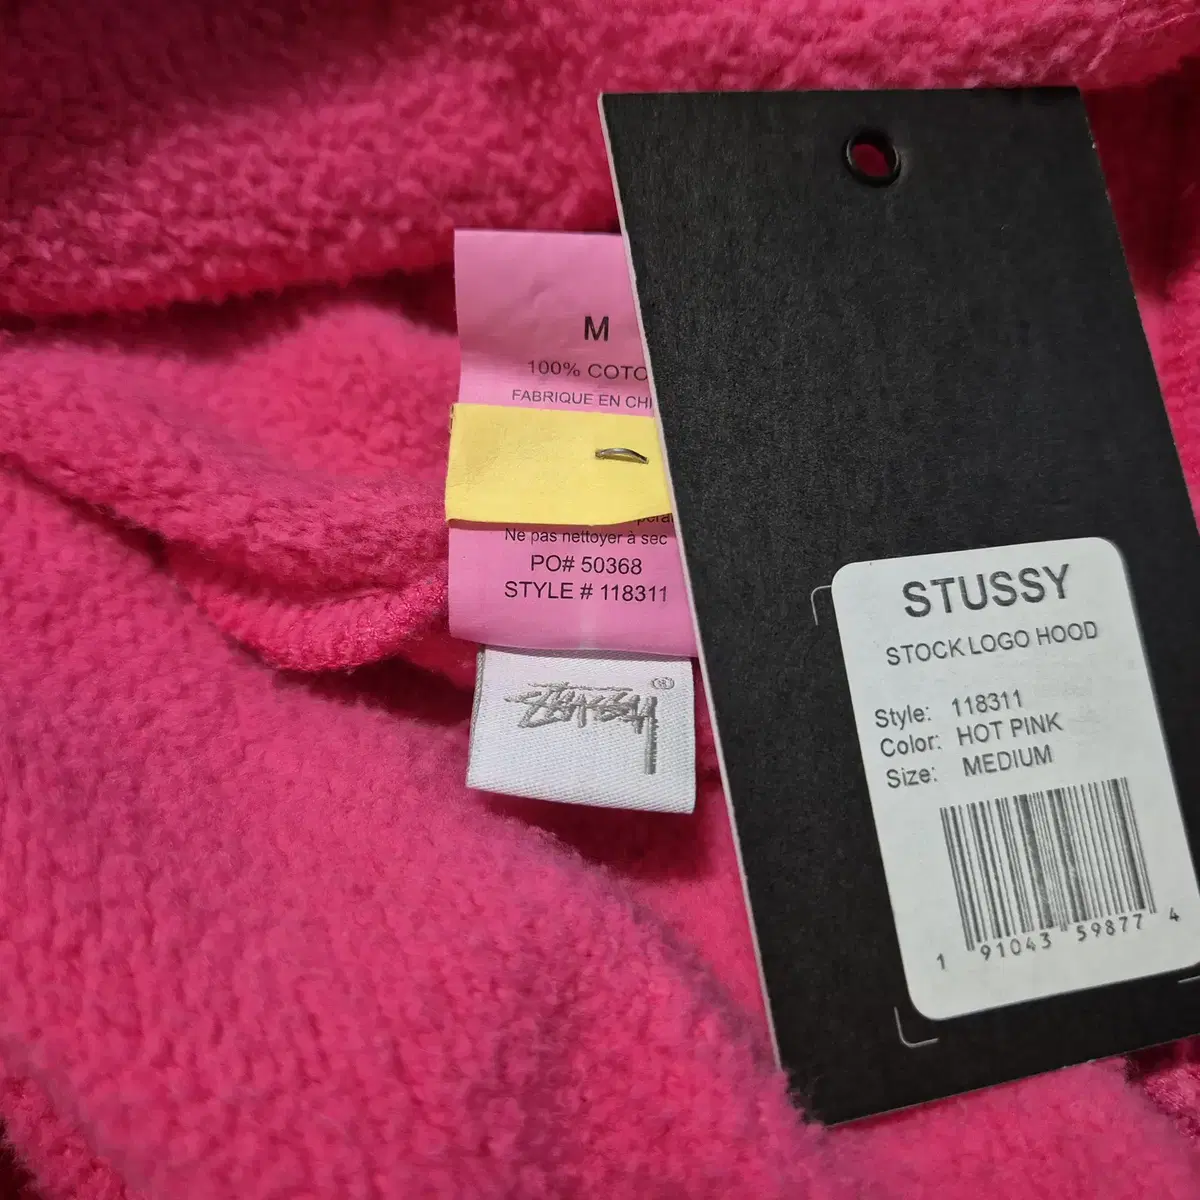 M
100% COTO
FABRIQUE EN CHI
Ne pas nettoyer à sec
PO# 50368
STYLE # 118311
STUSSY
®
STUSSY
STOCK LOGO HOOD
Style: 118311
Color: HOT PINK
Size: MEDIUM
1 91043 59877 4